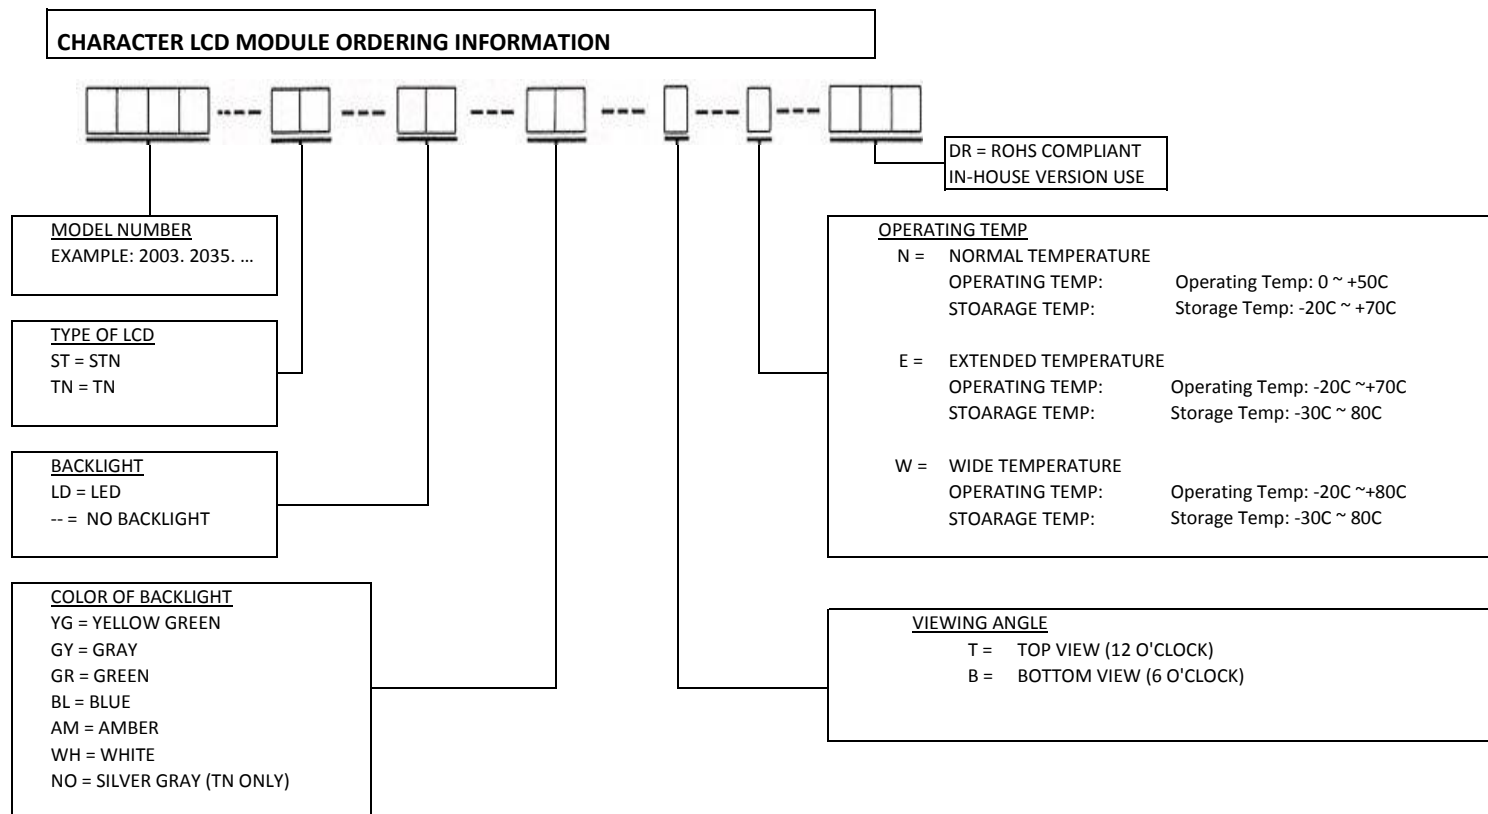 CHARACTER LCD MODULE ORDERING INFORMATION
DR = ROHS COMPLIANT
IN-HOUSE VERSION USE
MODEL NUMBER
EXAMPLE: 2003. 2035. ...
TYPE OF LCD
ST = STN
TN = TN
BACKLIGHT
LD = LED
-- = NO BACKLIGHT
COLOR OF BACKLIGHT
YG = YELLOW GREEN
GY = GRAY
GR = GREEN
BL = BLUE
AM = AMBER
WH = WHITE
NO = SILVER GRAY (TN ONLY)
OPERATING TEMP
N = NORMAL TEMPERATURE
OPERATING TEMP: Operating Temp: 0 ~ +50C
STOARAGE TEMP: Storage Temp: -20C ~ +70C
E = EXTENDED TEMPERATURE
OPERATING TEMP: Operating Temp: -20C ~+70C
STOARAGE TEMP: Storage Temp: -30C ~ 80C
W = WIDE TEMPERATURE
OPERATING TEMP: Operating Temp: -20C ~+80C
STOARAGE TEMP: Storage Temp: -30C ~ 80C
VIEWING ANGLE
T = TOP VIEW (12 O'CLOCK)
B = BOTTOM VIEW (6 O'CLOCK)